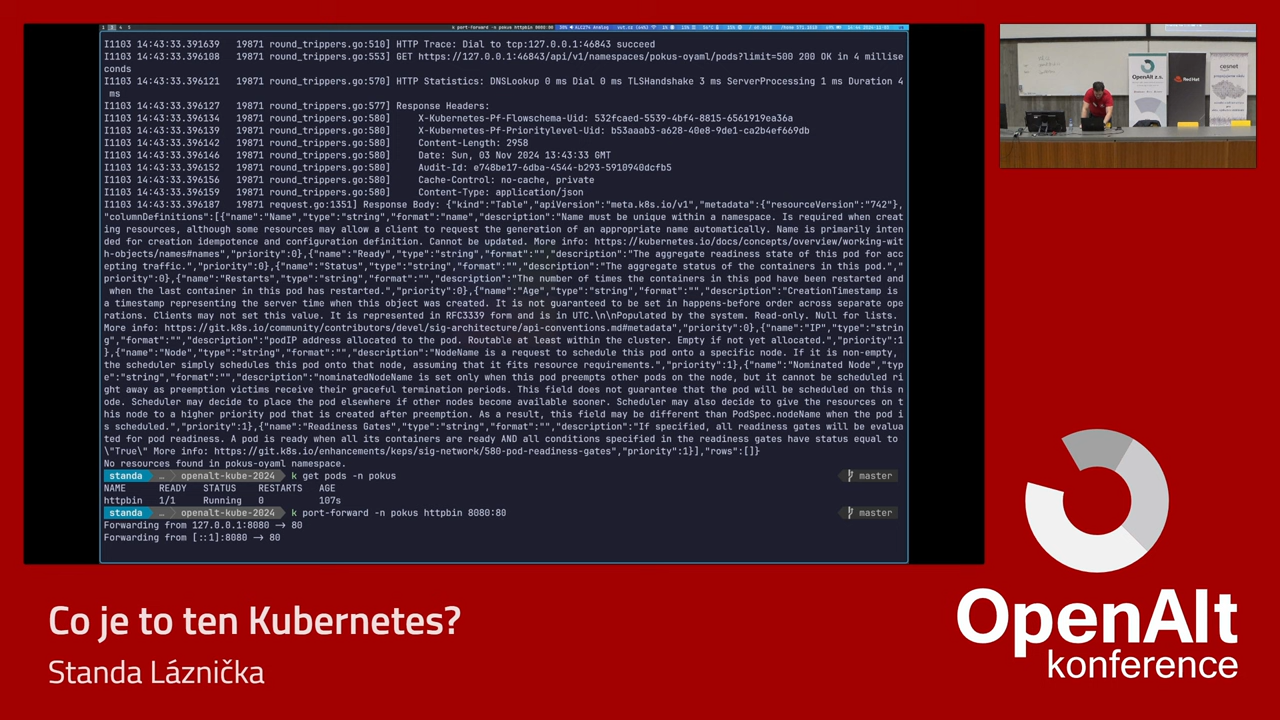 I1103 14:43:33.391639   19871 round_trippers.go:510] HTTP Trace: Dial to tcp:127.0.0.1:46843 succeed
I1103 14:43:33.396108   19871 round_trippers.go:553] GET https://127.0.0.1:46843/api/v1/namespaces/pokus-oyaml/pods?limit=500 200 OK in 4 millise
conds
I1103 14:43:33.396121   19871 round_trippers.go:570] HTTP Statistics: DNSLookup 0 ms Dial 0 ms TLSHandshake 3 ms ServerProcessing 1 ms Duration 4
ms
I1103 14:43:33.396127   19871 round_trippers.go:577] Response Headers:
I1103 14:43:33.396134   19871 round_trippers.go:580]     X-Kubernetes-Pf-Flowschema-Uid: 532fcaed-5539-4bf4-8815-6561919ea36a
I1103 14:43:33.396139   19871 round_trippers.go:580]     X-Kubernetes-Pf-Prioritylevel-Uid: b53aaab3-a628-40e8-9de1-ca2b4ef669db
I1103 14:43:33.396142   19871 round_trippers.go:580]     Content-Length: 2958
I1103 14:43:33.396146   19871 round_trippers.go:580]     Date: Sun, 03 Nov 2024 13:43:33 GMT
I1103 14:43:33.396152   19871 round_trippers.go:580]     Audit-Id: e748be17-6dba-4544-b293-5910940dcfb5
I1103 14:43:33.396156   19871 round_trippers.go:580]     Cache-Control: no-cache, private
I1103 14:43:33.396159   19871 round_trippers.go:580]     Content-Type: application/json
I1103 14:43:33.396187   19871 request.go:1351] Response Body: {"kind":"Table","apiVersion":"meta.k8s.io/v1","metadata":{"resourceVersion":"742"},
"columnDefinitions":[{"name":"Name","type":"string","format":"name","description":"Name must be unique within a namespace. Is required when creat
ing resources, although some resources may allow a client to request the generation of an appropriate name automatically. Name is primarily inten
ded for creation idempotence and configuration definition. Cannot be updated. More info: https://kubernetes.io/docs/concepts/overview/working-wit
h-objects/names#names","priority":0},{"name":"Ready","type":"string","format":"","description":"The aggregate readiness state of this pod for acc
epting traffic.","priority":0},{"name":"Status","type":"string","format":"","description":"The aggregate status of the containers in this pod.","
priority":0},{"name":"Restarts","type":"string","format":"","description":"The number of times the containers in this pod have been restarted and
when the last container in this pod has restarted.","priority":0},{"name":"Age","type":"string","format":"","description":"CreationTimestamp is
a timestamp representing the server time when this object was created. It is not guaranteed to be set in happens-before order across separate ope
rations. Clients may not set this value. It is represented in RFC3339 form and is in UTC.\n\nPopulated by the system. Read-only. Null for lists.
More info: https://git.k8s.io/community/contributors/devel/sig-architecture/api-conventions.md#metadata","priority":0},{"name":"IP","type":"strin
g","format":"","description":"podIP address allocated to the pod. Routable at least within the cluster. Empty if not yet allocated.","priority":1
},{"name":"Node","type":"string","format":"","description":"NodeName is a request to schedule this pod onto a specific node. If it is non-empty,
the scheduler simply schedules this pod onto that node, assuming that it fits resource requirements.","priority":1},{"name":"Nominated Node","typ
e":"string","format":"","description":"nominatedNodeName is set only when this pod preempts other pods on the node, but it cannot be scheduled ri
ght away as preemption victims receive their graceful termination periods. This field does not guarantee that the pod will be scheduled on this n
ode. Scheduler may decide to place the pod elsewhere if other nodes become available sooner. Scheduler may also decide to give the resources on t
his node to a higher priority pod that is created after preemption. As a result, this field may be different than PodSpec.nodeName when the pod i
s scheduled.","priority":1},{"name":"Readiness Gates","type":"string","format":"","description":"If specified, all readiness gates will be evalua
ted for pod readiness. A pod is ready when all its containers are ready AND all conditions specified in the readiness gates have status equal to
\"True\" More info: https://git.k8s.io/enhancements/keps/sig-network/580-pod-readiness-gates","priority":1}],"rows":[]}
No resources found in pokus-oyaml namespace.
standa … openalt-kube-2024 k get pods -n pokus master
NAME READY STATUS RESTARTS AGE
httpbin 1/1 Running 0 107s
standa … openalt-kube-2024 k port-forward -n pokus httpbin 8080:80 master
Forwarding from 127.0.0.1:8080 -> 80
Forwarding from [::1]:8080 -> 80
OpenAlt z.s.
Red Hat
cesnet
Co je to ten Kubernetes?
Standa Láznička
OpenAlt
konference